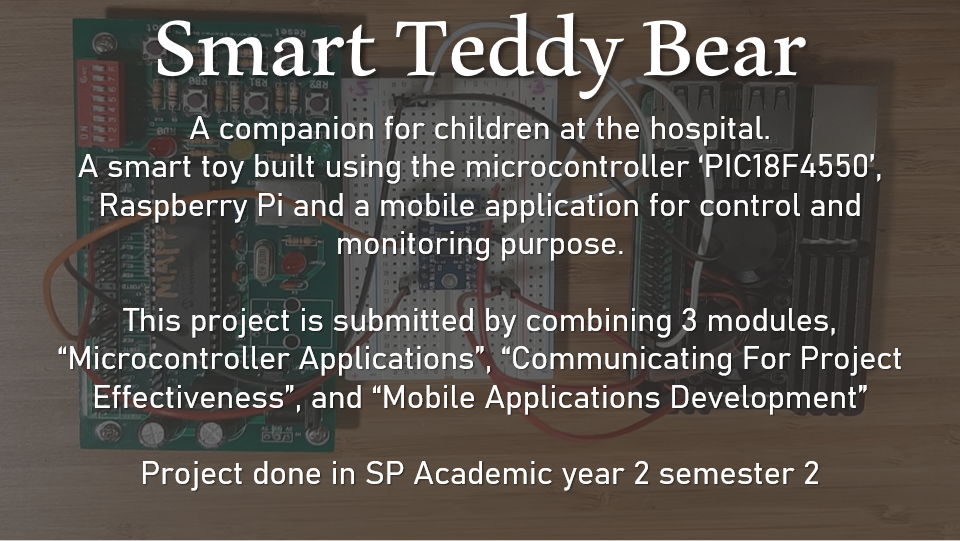 Smart Teddy Bear
A companion for children at the hospital.
A smart toy built using the microcontroller ‘PIC18F4550’,
Raspberry Pi and a mobile application for control and
monitoring purpose.
This project is submitted by combining 3 modules,
“Microcontroller Applications”, “Communicating For Project
Effectiveness”, and “Mobile Applications Development”
Project done in SP Academic year 2 semester 2